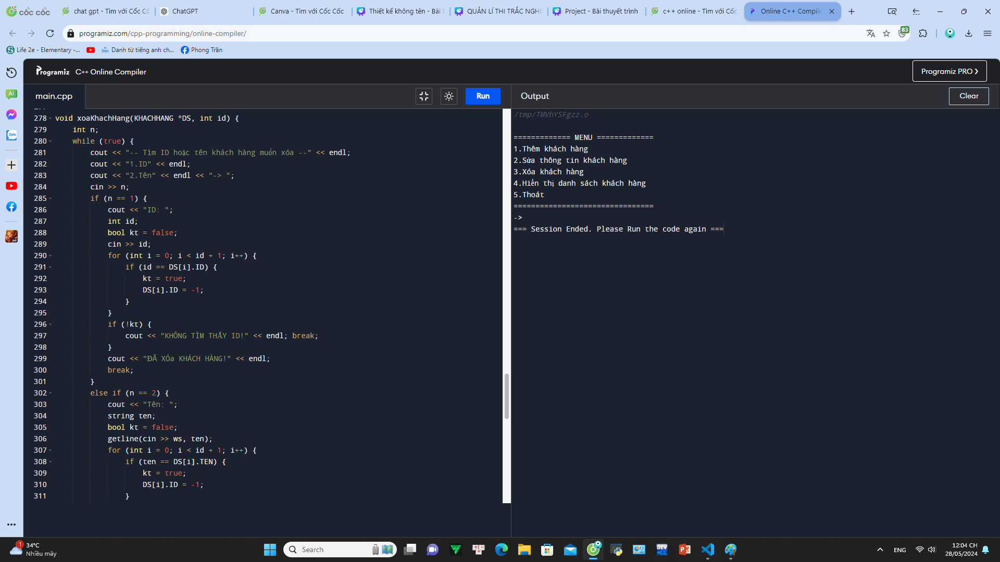 cốc cốc
chat gpt - Tìm với Cốc Cố
ChatGPT
Canva - Tìm với Cốc Cốc
Thiết kế không tên - Bài t
QUẢN LÍ THI TRẮC NGHI
Project - Bài thuyết trình
c++ online - Tìm với Cốc
Online C++ Compile
programiz.com/cpp-programming/online-compiler/
83
Life 2e - Elementary -...
Danh từ tiếng anh ch...
Phong Trần
Programiz
C++ Online Compiler
Programiz PRO ❯
main.cpp
Run
Output
Clear
AI
Zalo
278 void xoaKhachHang(KHACHHANG *DS, int id) {
279 int n;
280 while (true) {
281 cout << "-- Tìm ID hoặc tên khách hàng muốn xóa --" << endl;
282 cout << "1.ID" << endl;
283 cout << "2.Tên" << endl << "-> ";
284 cin >> n;
285 if (n == 1) {
286 cout << "ID: ";
287 int id;
288 bool kt = false;
289 cin >> id;
290 for (int i = 0; i < id + 1; i++) {
291 if (id == DS[i].ID) {
292 kt = true;
293 DS[i].ID = -1;
294 }
295 }
296 if (!kt) {
297 cout << "KHÔNG TÌM THẤY ID!" << endl; break;
298 }
299 cout << "ĐÃ XÓa KHÁCH HÀNG!" << endl;
300 break;
301 }
302 else if (n == 2) {
303 cout << "Tên: ";
304 string ten;
305 bool kt = false;
306 getline(cin >> ws, ten);
307 for (int i = 0; i < id + 1; i++) {
308 if (ten == DS[i].TEN) {
309 kt = true;
310 DS[i].ID = -1;
311 }
/tmp/TMVhY5Fgzz.o
============= MENU =============
1.Thêm khách hàng
2.Sửa thông tin khách hàng
3.Xóa khách hàng
4.Hiển thị danh sách khách hàng
5.Thoát
================================
->
=== Session Ended. Please Run the code again ===
1
34°C
Nhiều mây
Search
DEV
ENG
12:04 CH
28/05/2024